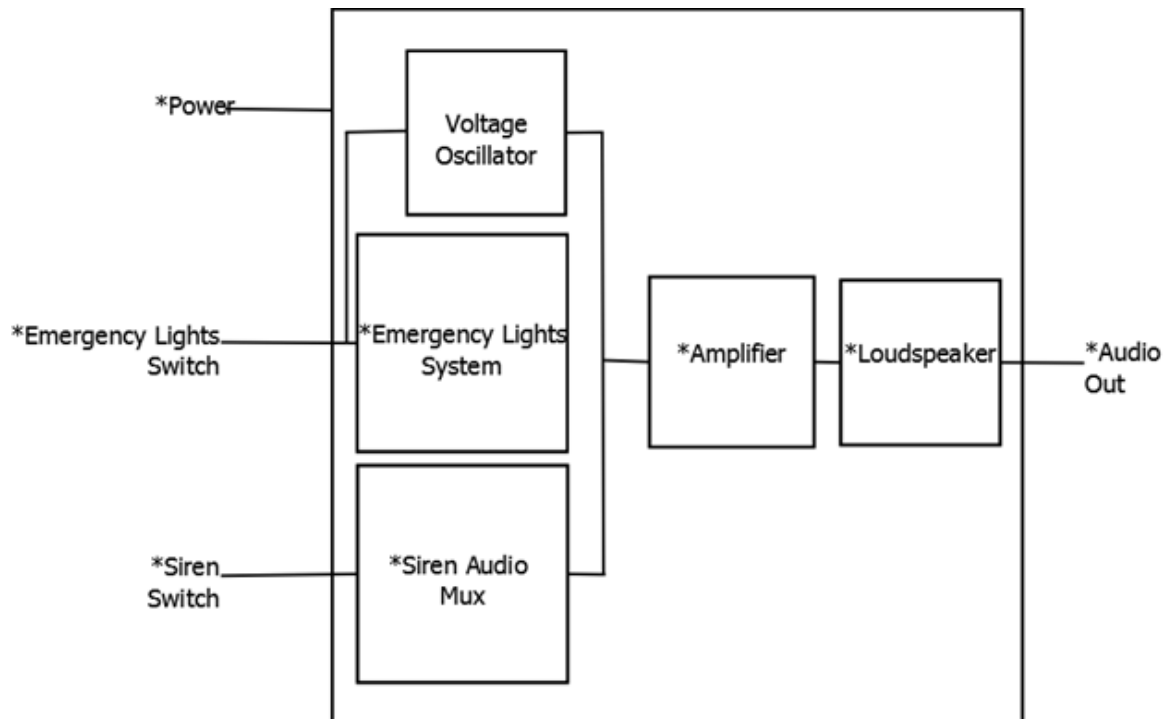 *Power
Voltage
Oscillator
*Emergency Lights
Switch
*Emergency Lights
System
*Amplifier
*Loudspeaker
*Audio
Out
*Siren
Switch
*Siren Audio
Mux